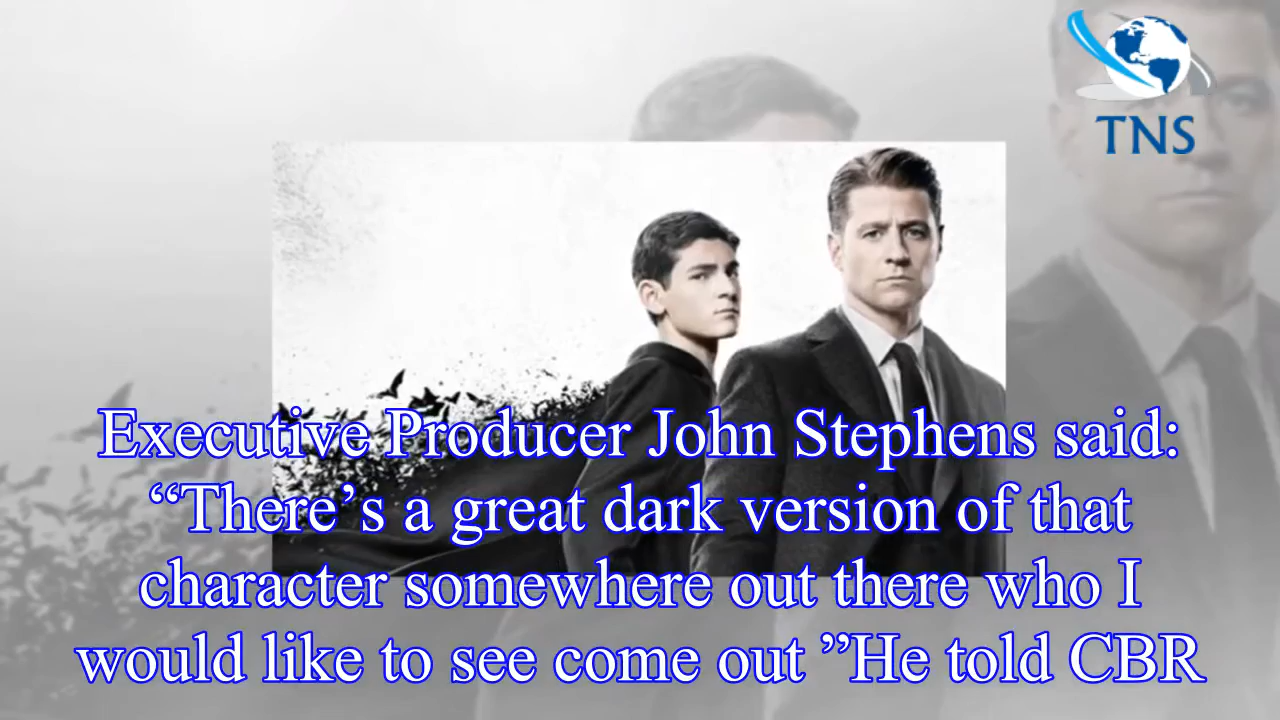 TNS
Executive Producer John Stephens said:
“There’s a great dark version of that
character somewhere out there who I
would like to see come out ”He told CBR